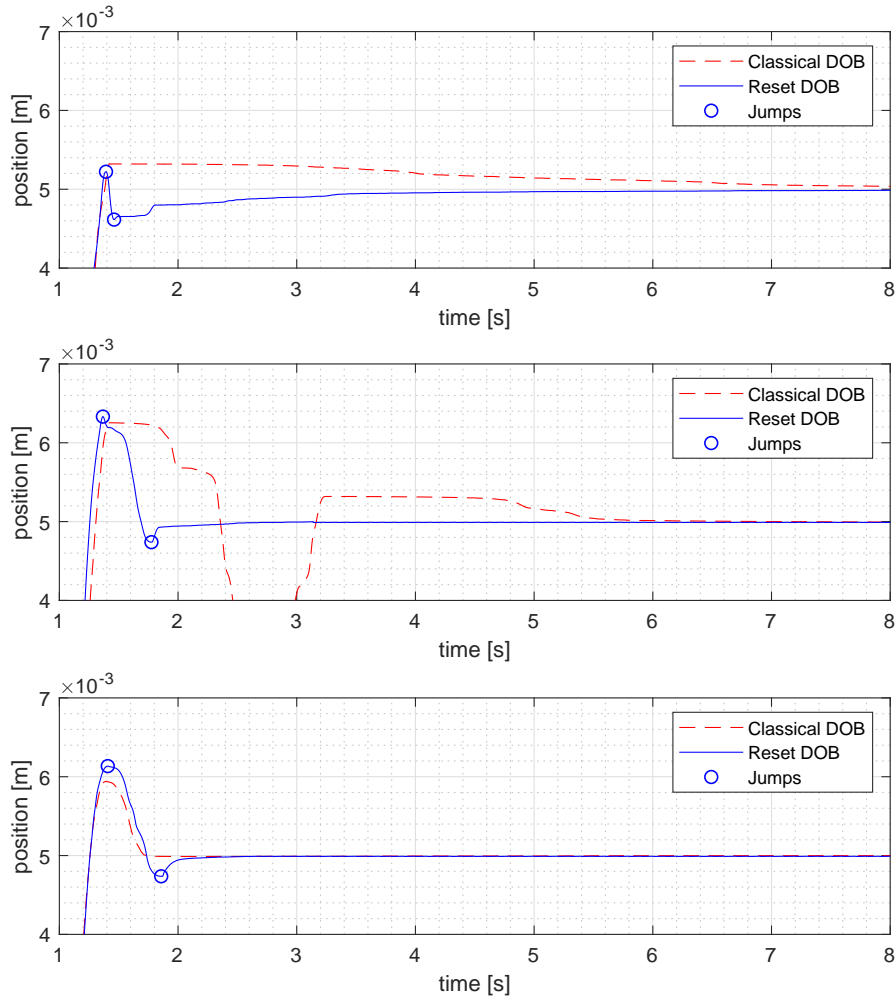 ×10⁻³
7
6
5
4
position [m]
Classical DOB
Reset DOB
Jumps
1 2 3 4 5 6 7 8
time [s]
×10⁻³
7
6
5
4
position [m]
Classical DOB
Reset DOB
Jumps
1 2 3 4 5 6 7 8
time [s]
×10⁻³
7
6
5
4
position [m]
Classical DOB
Reset DOB
Jumps
1 2 3 4 5 6 7 8
time [s]